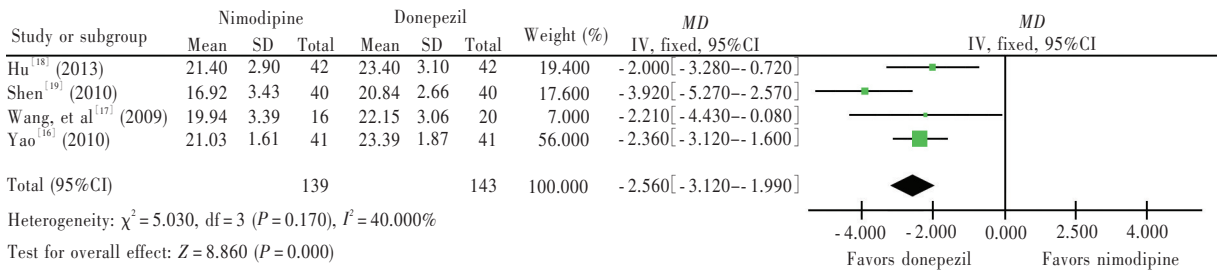 Study or subgroup Nimodipine Donepezil Weight (%) MD MD
Mean SD Total Mean SD Total IV, fixed, 95%CI IV, fixed, 95%CI
Hu[18] (2013) 21.40 2.90 42 23.40 3.10 42 19.400 -2.000[-3.280--0.720]
Shen[19] (2010) 16.92 3.43 40 20.84 2.66 40 17.600 -3.920[-5.270--2.570]
Wang, et al[17] (2009) 19.94 3.39 16 22.15 3.06 20 7.000 -2.210[-4.430--0.080]
Yao[16] (2010) 21.03 1.61 41 23.39 1.87 41 56.000 -2.360[-3.120--1.600]
Total (95%CI) 139 143 100.000 -2.560[-3.120--1.990]
Heterogeneity: χ²=5.030, df=3 (P=0.170), I²=40.000%
Test for overall effect: Z=8.860 (P=0.000)
-4.000 -2.000 0.000 2.500 4.000
Favors donepezil Favors nimodipine